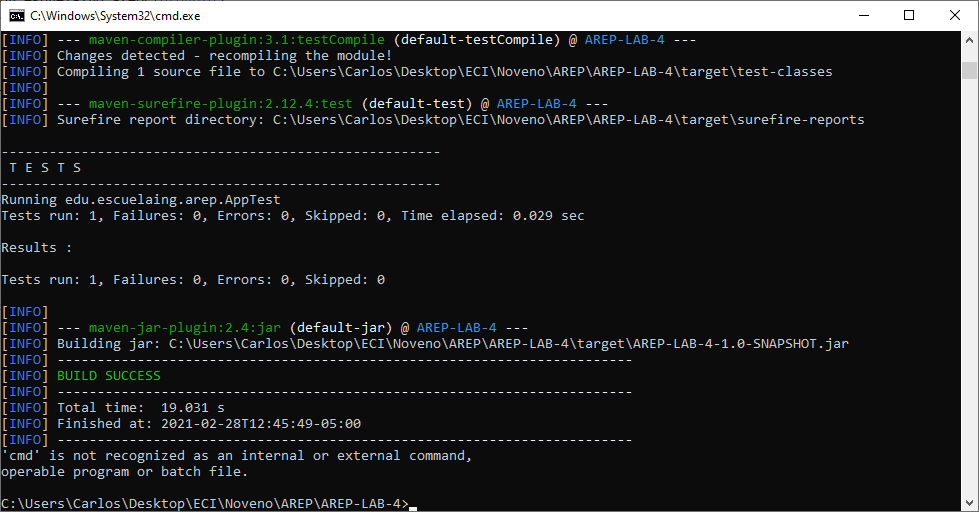 C:\Windows\System32\cmd.exe
[INFO] --- maven-compiler-plugin:3.1:testCompile (default-testCompile) @ AREP-LAB-4 ---
[INFO] Changes detected - recompiling the module!
[INFO] Compiling 1 source file to C:\Users\Carlos\Desktop\ECI\Noveno\AREP\AREP-LAB-4\target\test-classes
[INFO]
[INFO] --- maven-surefire-plugin:2.12.4:test (default-test) @ AREP-LAB-4 ---
[INFO] Surefire report directory: C:\Users\Carlos\Desktop\ECI\Noveno\AREP\AREP-LAB-4\target\surefire-reports
-------------------------------------------------------
T E S T S
-------------------------------------------------------
Running edu.escuelaing.arep.AppTest
Tests run: 1, Failures: 0, Errors: 0, Skipped: 0, Time elapsed: 0.029 sec
Results :
Tests run: 1, Failures: 0, Errors: 0, Skipped: 0
[INFO]
[INFO] --- maven-jar-plugin:2.4:jar (default-jar) @ AREP-LAB-4 ---
[INFO] Building jar: C:\Users\Carlos\Desktop\ECI\Noveno\AREP\AREP-LAB-4\target\AREP-LAB-4-1.0-SNAPSHOT.jar
[INFO] ------------------------------------------------------------------------
[INFO] BUILD SUCCESS
[INFO] ------------------------------------------------------------------------
[INFO] Total time:  19.031 s
[INFO] Finished at: 2021-02-28T12:45:49-05:00
[INFO] ------------------------------------------------------------------------
'cmd' is not recognized as an internal or external command,
operable program or batch file.
C:\Users\Carlos\Desktop\ECI\Noveno\AREP\AREP-LAB-4>